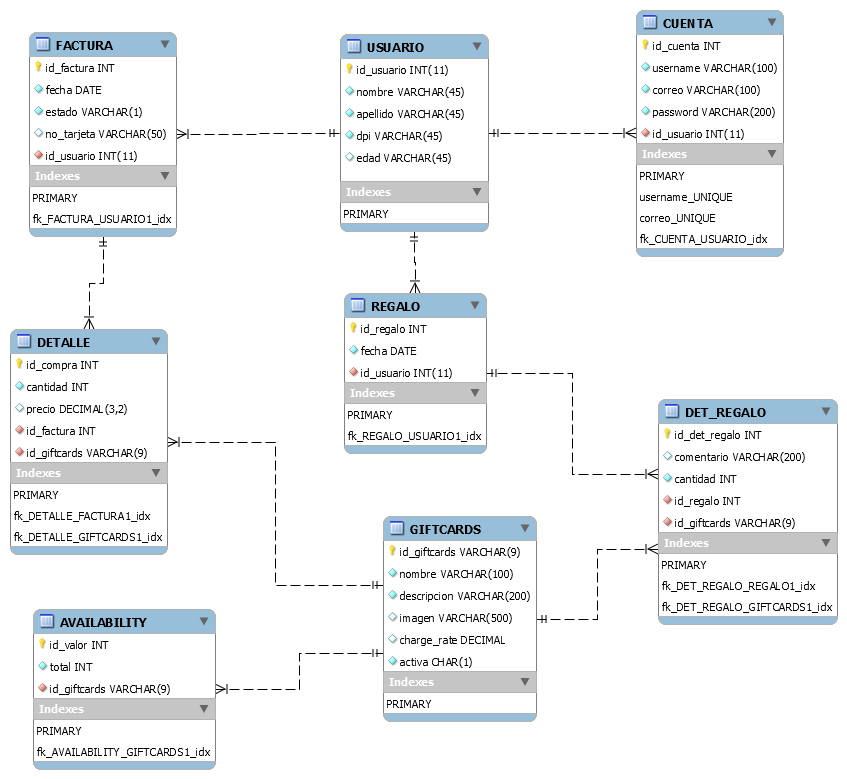 FACTURA
id_factura INT
fecha DATE
estado VARCHAR(1)
no_tarjeta VARCHAR(50)
id_usuario INT(11)
Indexes
PRIMARY
fk_FACTURA_USUARIO1_idx
USUARIO
id_usuario INT(11)
nombre VARCHAR(45)
apellido VARCHAR(45)
dpi VARCHAR(45)
edad VARCHAR(45)
Indexes
PRIMARY
CUENTA
id_cuenta INT
username VARCHAR(100)
correo VARCHAR(100)
password VARCHAR(200)
id_usuario INT(11)
Indexes
PRIMARY
username_UNIQUE
correo_UNIQUE
fk_CUENTA_USUARIO_idx
DETALLE
id_compra INT
cantidad INT
precio DECIMAL(3,2)
id_factura INT
id_giftcards VARCHAR(9)
Indexes
PRIMARY
fk_DETALLE_FACTURA1_idx
fk_DETALLE_GIFTCARDS1_idx
REGALO
id_regalo INT
fecha DATE
id_usuario INT(11)
Indexes
PRIMARY
fk_REGALO_USUARIO1_idx
DET_REGALO
id_det_regalo INT
comentario VARCHAR(200)
cantidad INT
id_regalo INT
id_giftcards VARCHAR(9)
Indexes
PRIMARY
fk_DET_REGALO_REGALO1_idx
fk_DET_REGALO_GIFTCARDS1_idx
GIFTCARDS
id_giftcards VARCHAR(9)
nombre VARCHAR(100)
descripcion VARCHAR(200)
imagen VARCHAR(500)
charge_rate DECIMAL
activa CHAR(1)
Indexes
PRIMARY
AVAILABILITY
id_valor INT
total INT
id_giftcards VARCHAR(9)
Indexes
PRIMARY
fk_AVAILABILITY_GIFTCARDS1_idx